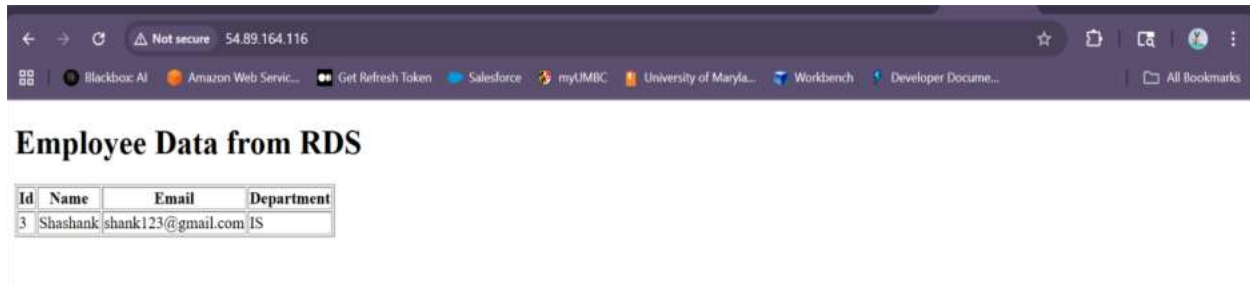 Not secure 54.89.164.116
Blackbox AI Amazon Web Servic... Get Refresh Token Salesforce myUMBC University of Maryla... Workbench Developer Docume... All Bookmarks
Employee Data from RDS
Id Name Email Department
3 Shashank shank123@gmail.com IS